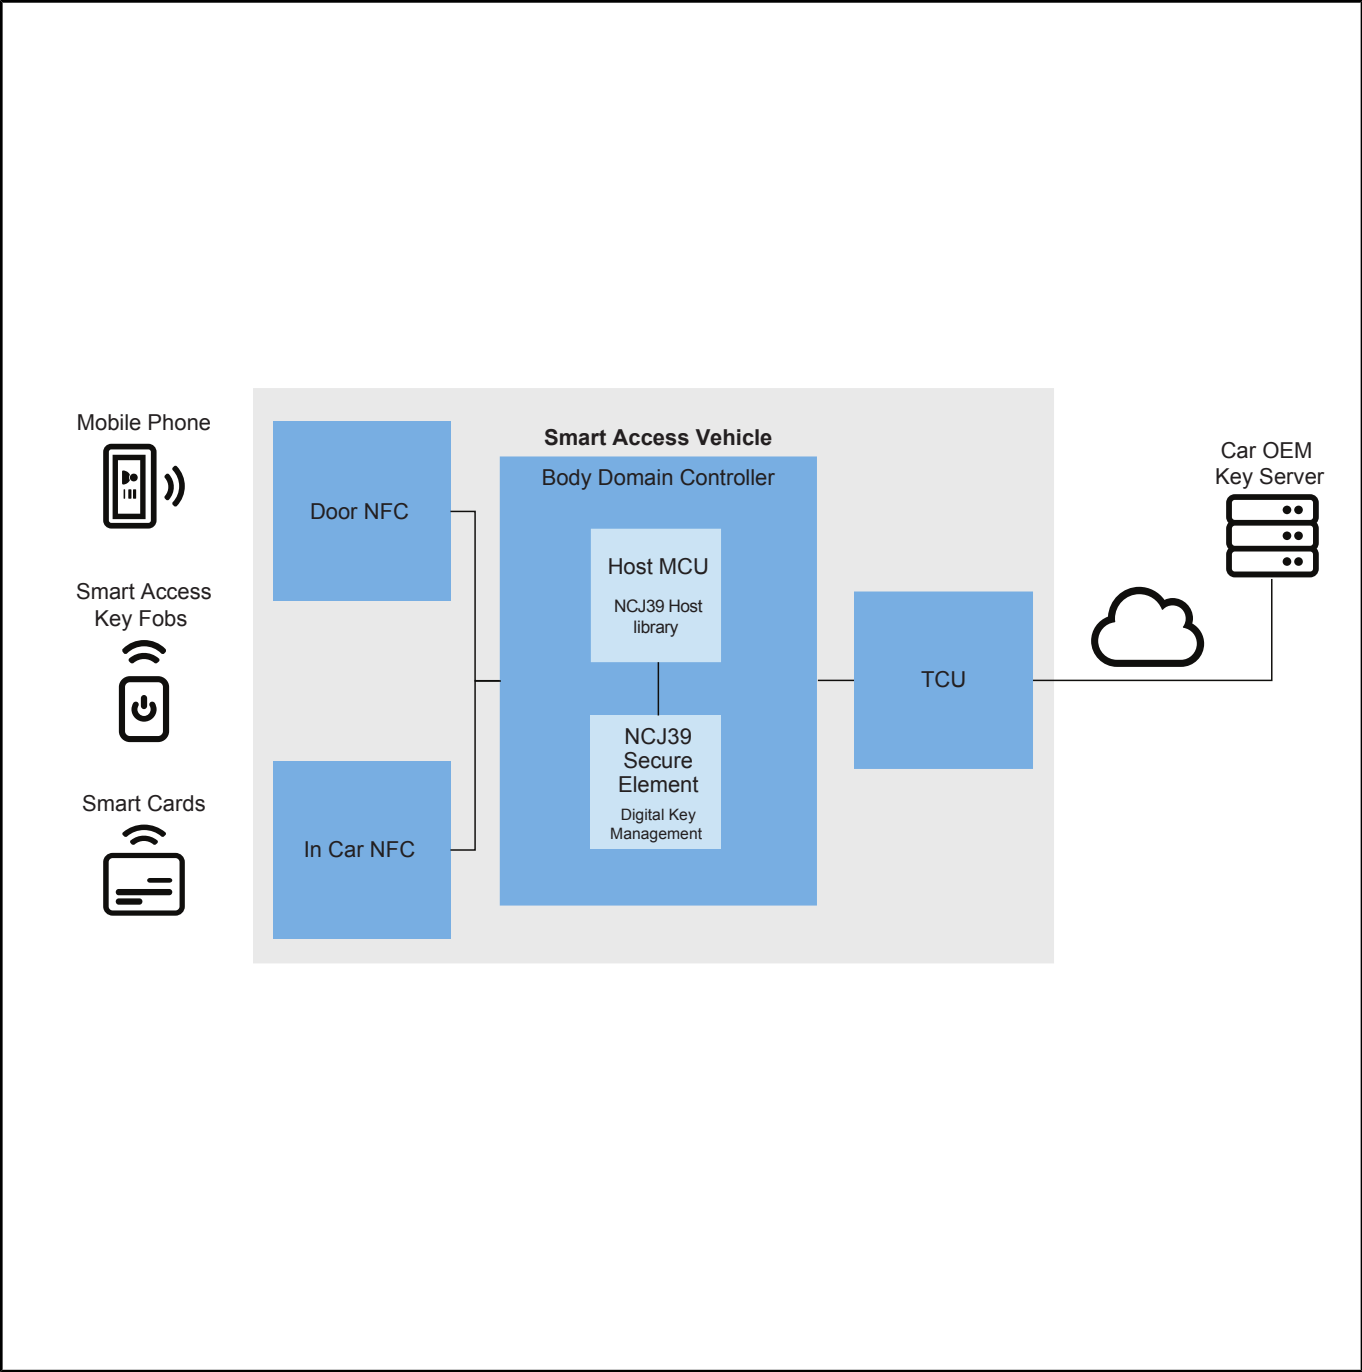 Mobile Phone
Smart Access
Key Fobs
Smart Cards
Smart Access Vehicle
Door NFC
In Car NFC
Body Domain Controller
Host MCU
NCJ39 Host
library
NCJ39
Secure
Element
Digital Key
Management
TCU
Car OEM
Key Server